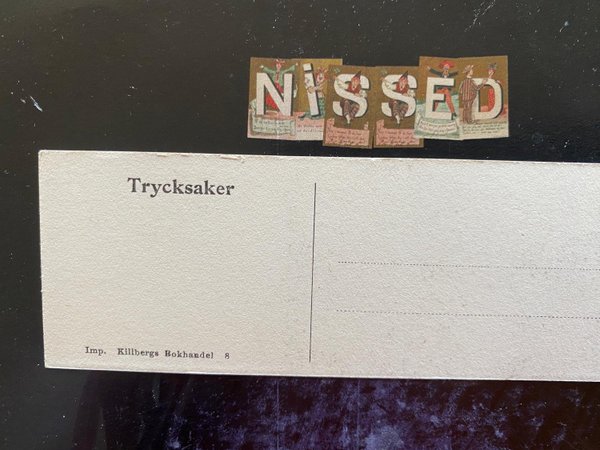 NiSSED
Trycksaker
Imp. Killbergs Bokhandel 8